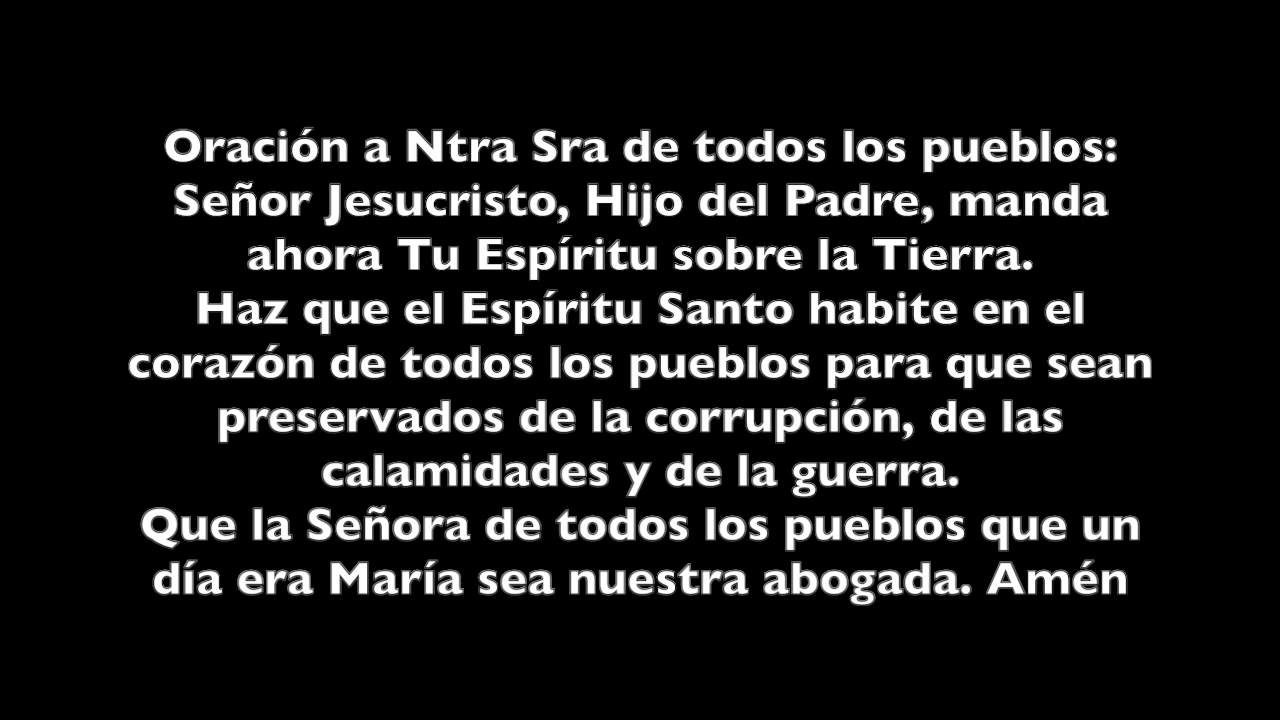 Oración a Ntra Sra de todos los pueblos:
Señor Jesucristo, Hijo del Padre, manda
ahora Tu Espíritu sobre la Tierra.
Haz que el Espíritu Santo habite en el
corazón de todos los pueblos para que sean
preservados de la corrupción, de las
calamidades y de la guerra.
Que la Señora de todos los pueblos que un
día era María sea nuestra abogada. Amén